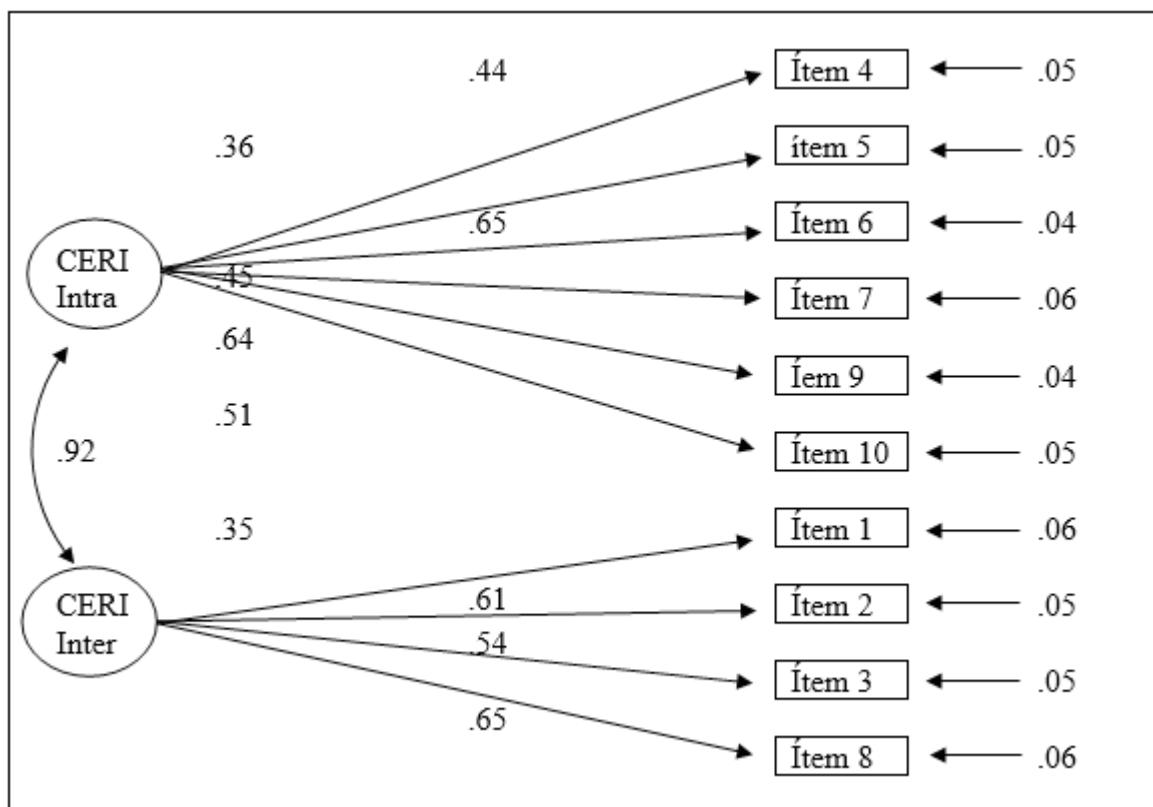 .44
Ítem 4
.05
.36
ítem 5
.05
.65
Ítem 6
.04
CERI
Intra
.45
Ítem 7
.06
.64
Íem 9
.04
.51
.92
Ítem 10
.05
.35
Ítem 1
.06
CERI
Inter
.61
Ítem 2
.05
.54
Ítem 3
.05
.65
Ítem 8
.06